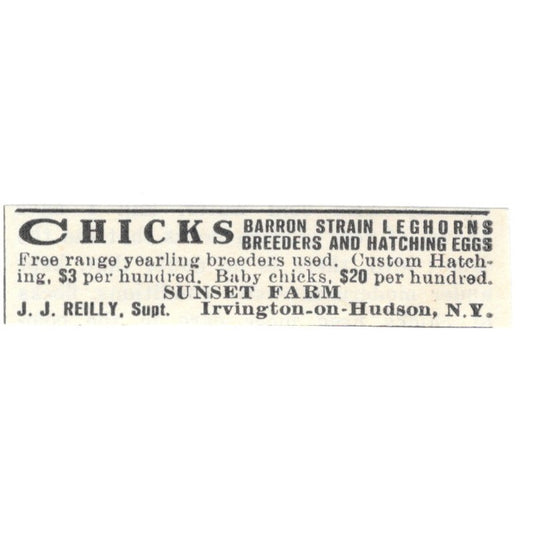 CHICKS BARRON STRAIN LEGHORNS
BREEDERS AND HATCHING EGGS
Free range yearling breeders used. Custom Hatch-
ing, $3 per hundred. Baby chicks, $20 per hundred.
SUNSET FARM
J. J. REILLY, Supt. Irvington-on-Hudson, N.Y.